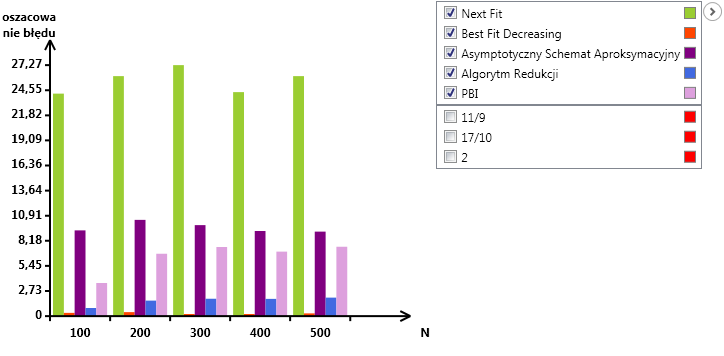 oszacowa
nie błędu
27,27
24,55
21,82
19,09
16,36
13,64
10,91
8,18
5,45
2,73
0
100 200 300 400 500 N
Next Fit
Best Fit Decreasing
Asymptotyczny Schemat Aproksymacyjny
Algorytm Redukcji
PBI
11/9
17/10
2